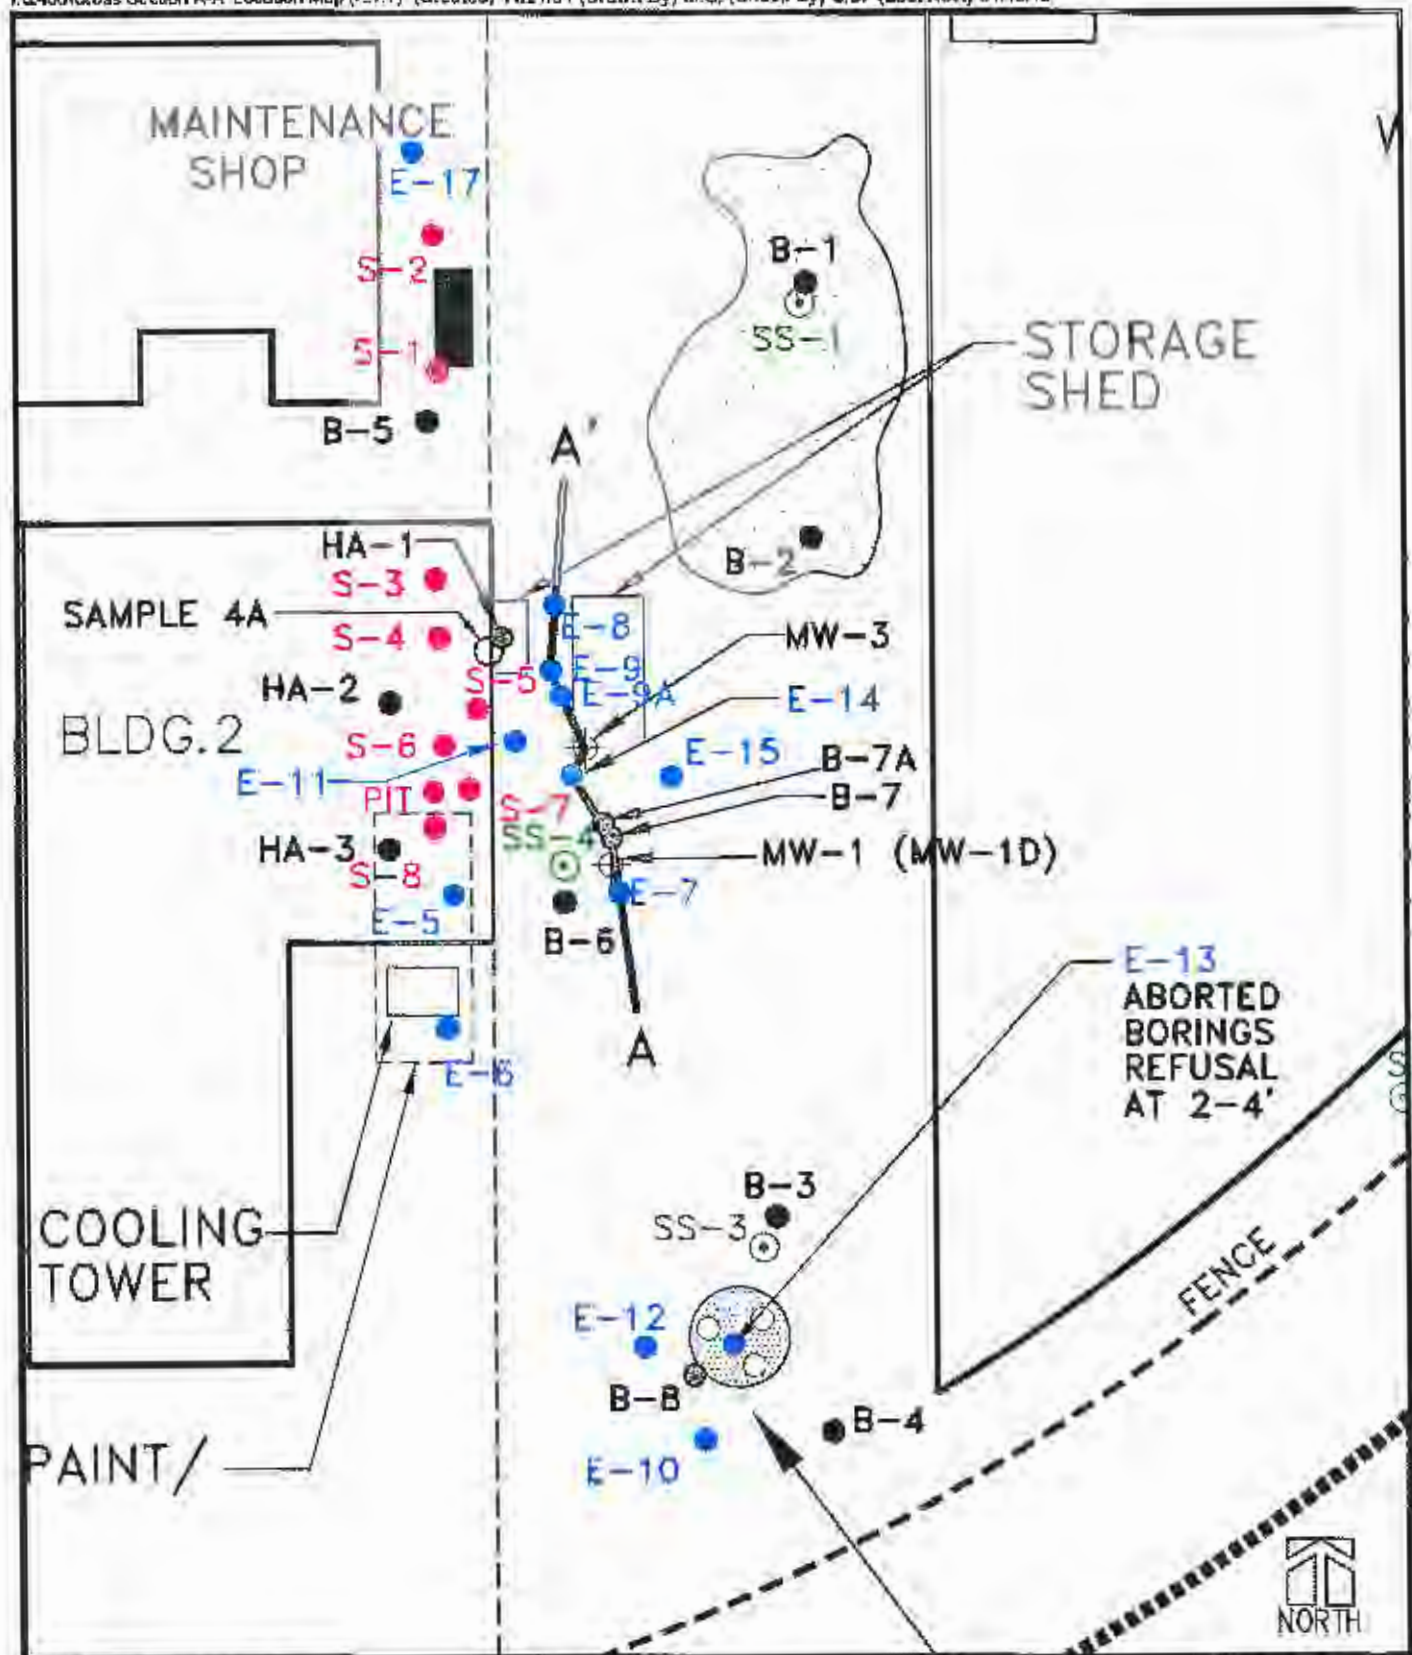 MAINTENANCE
SHOP
E-17
S-2
B-1
SS-1
S-1
STORAGE
SHED
B-5
A'
HA-1
B-2
S-3
SAMPLE 4A
E-8
S-4
MW-3
E-9
S-5
E-9A
HA-2
E-14
BLDG.2
S-6
E-15
B-7A
E-11
PIT
S-7
B-7
SS-4
HA-3
MW-1 (MW-1D)
S-8
E-7
E-5
B-6
E-13
ABORTED
BORINGS
REFUSAL
AT 2-4'
A
E-6
B-3
COOLING
TOWER
SS-3
FENCE
E-12
B-8
B-4
PAINT/
E-10
NORTH